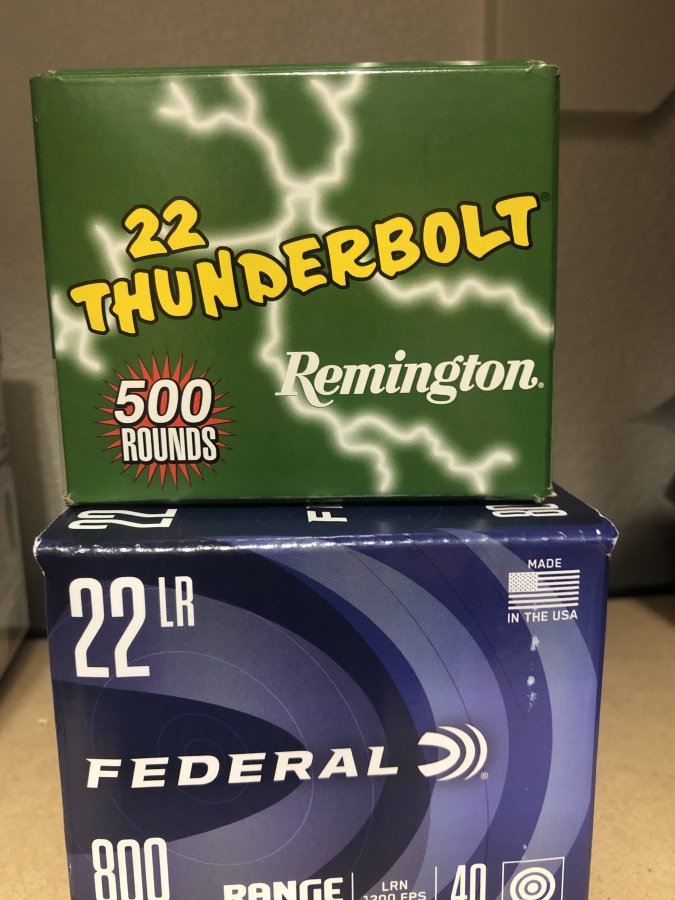 22
THUNDERBOLT®
500
ROUNDS
Remington®
22
LR
MADE
IN THE USA
FEDERAL®
800
RANGE
LRN
1200 FPS
40